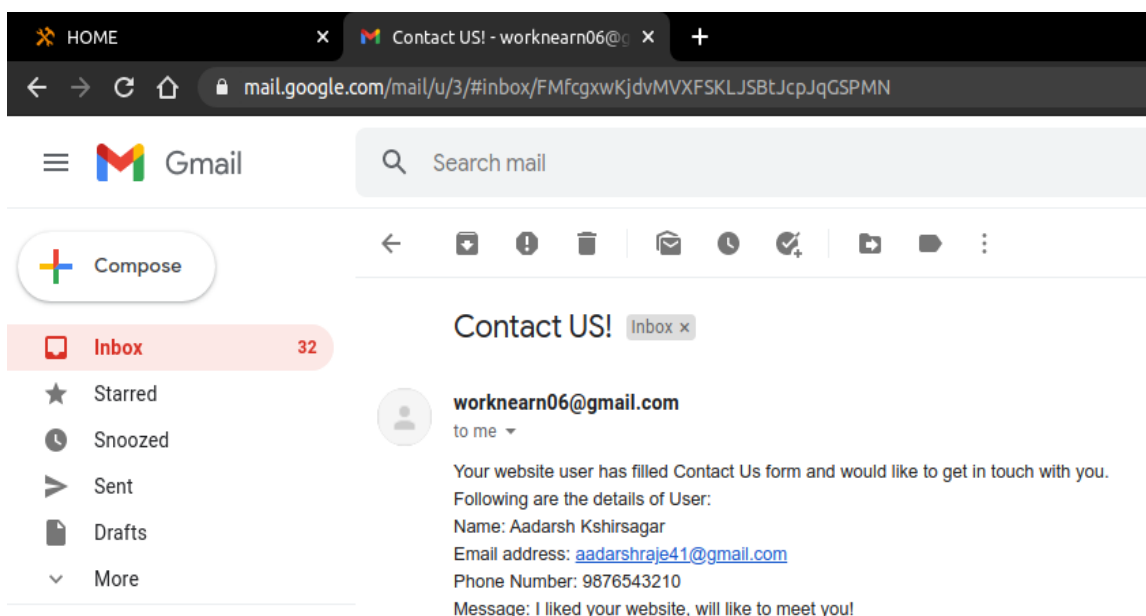 HOME
Contact US! - worknearn06@g
mail.google.com/mail/u/3/#inbox/FMfcgxwKjdvMVXFSKLJSBtJcpJqGSPMN
Gmail
Search mail
Compose
Contact US! Inbox ×
Inbox 32
Starred
worknearn06@gmail.com
to me
Snoozed
Your website user has filled Contact Us form and would like to get in touch with you.
Sent
Following are the details of User:
Name: Aadarsh Kshirsagar
Drafts
Email address: aadarshraje41@gmail.com
More
Phone Number: 9876543210
Message: I liked your website, will like to meet you!